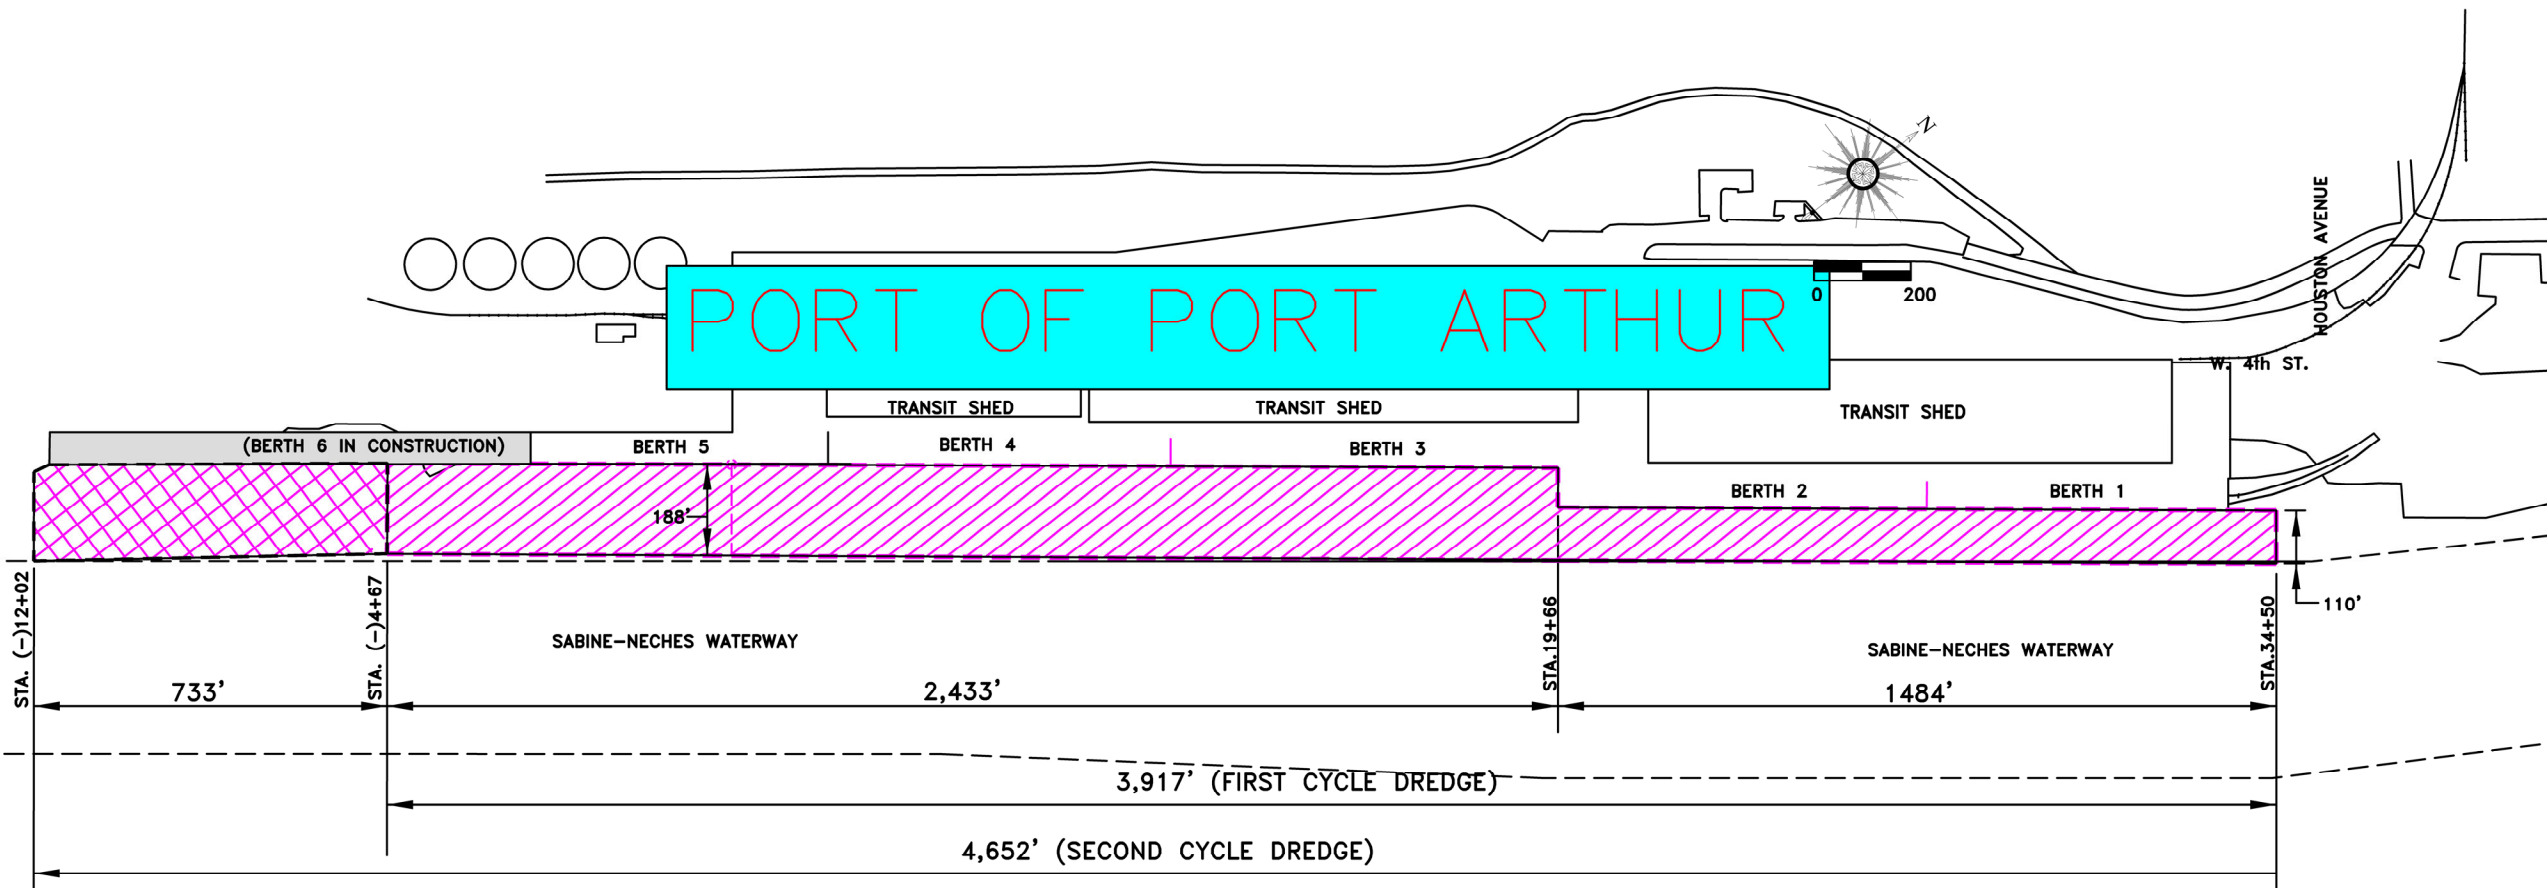 N
HOUSTON AVENUE
PORT OF PORT ARTHUR
0 200
W. 4th ST.
TRANSIT SHED
TRANSIT SHED
TRANSIT SHED
(BERTH 6 IN CONSTRUCTION)
BERTH 5
BERTH 4
BERTH 3
BERTH 2
BERTH 1
188'
110'
STA. (-)12+02
STA. (-)4+67
STA.19+66
STA.34+50
SABINE-NECHES WATERWAY
SABINE-NECHES WATERWAY
733'
2,433'
1484'
3,917' (FIRST CYCLE DREDGE)
4,652' (SECOND CYCLE DREDGE)